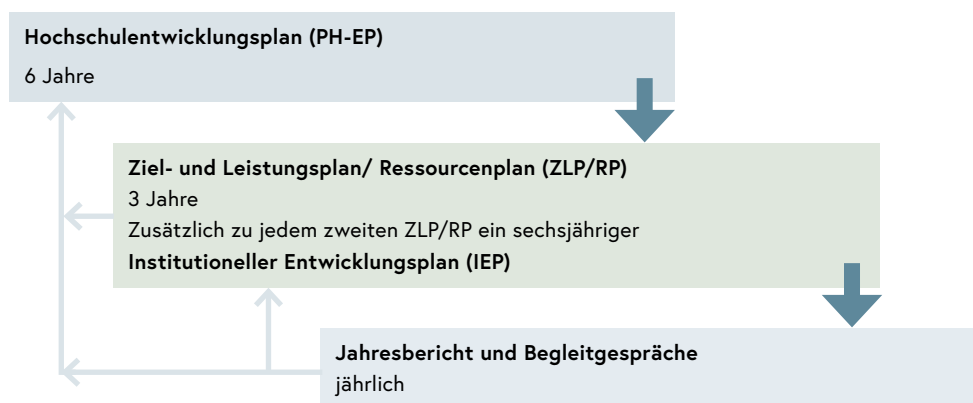 Hochschulentwicklungsplan (PH-EP)
6 Jahre
Ziel- und Leistungsplan/ Ressourcenplan (ZLP/RP)
3 Jahre
Zusätzlich zu jedem zweiten ZLP/RP ein sechsjähriger
Institutioneller Entwicklungsplan (IEP)
Jahresbericht und Begleitgespräche
jährlich